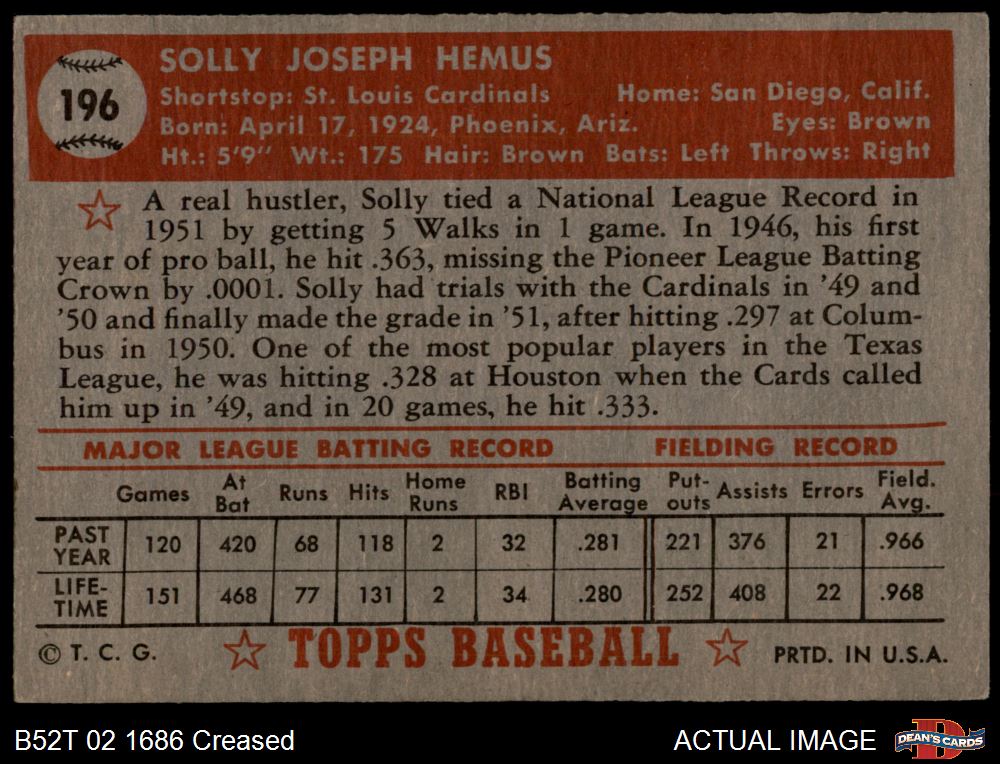 196
SOLLY JOSEPH HEMUS
Shortstop: St. Louis Cardinals Home: San Diego, Calif.
Born: April 17, 1924, Phoenix, Ariz. Eyes: Brown
Ht.: 5'9" Wt.: 175 Hair: Brown Bats: Left Throws: Right
A real hustler, Solly tied a National League Record in
1951 by getting 5 Walks in 1 game. In 1946, his first
year of pro ball, he hit .363, missing the Pioneer League Batting
Crown by .0001. Solly had trials with the Cardinals in '49 and
'50 and finally made the grade in '51, after hitting .297 at Colum-
bus in 1950. One of the most popular players in the Texas
League, he was hitting .328 at Houston when the Cards called
him up in '49, and in 20 games, he hit .333.
MAJOR LEAGUE BATTING RECORD FIELDING RECORD
Games At Bat Runs Hits Home Runs RBI Batting Average Put-outs Assists Errors Field. Avg.
PAST YEAR 120 420 68 118 2 32 .281 221 376 21 .966
LIFE-TIME 151 468 77 131 2 34 .280 252 408 22 .968
© T. C. G. TOPPS BASEBALL PRTD. IN U.S.A.
B52T 02 1686 Creased ACTUAL IMAGE DEAN'S CARDS